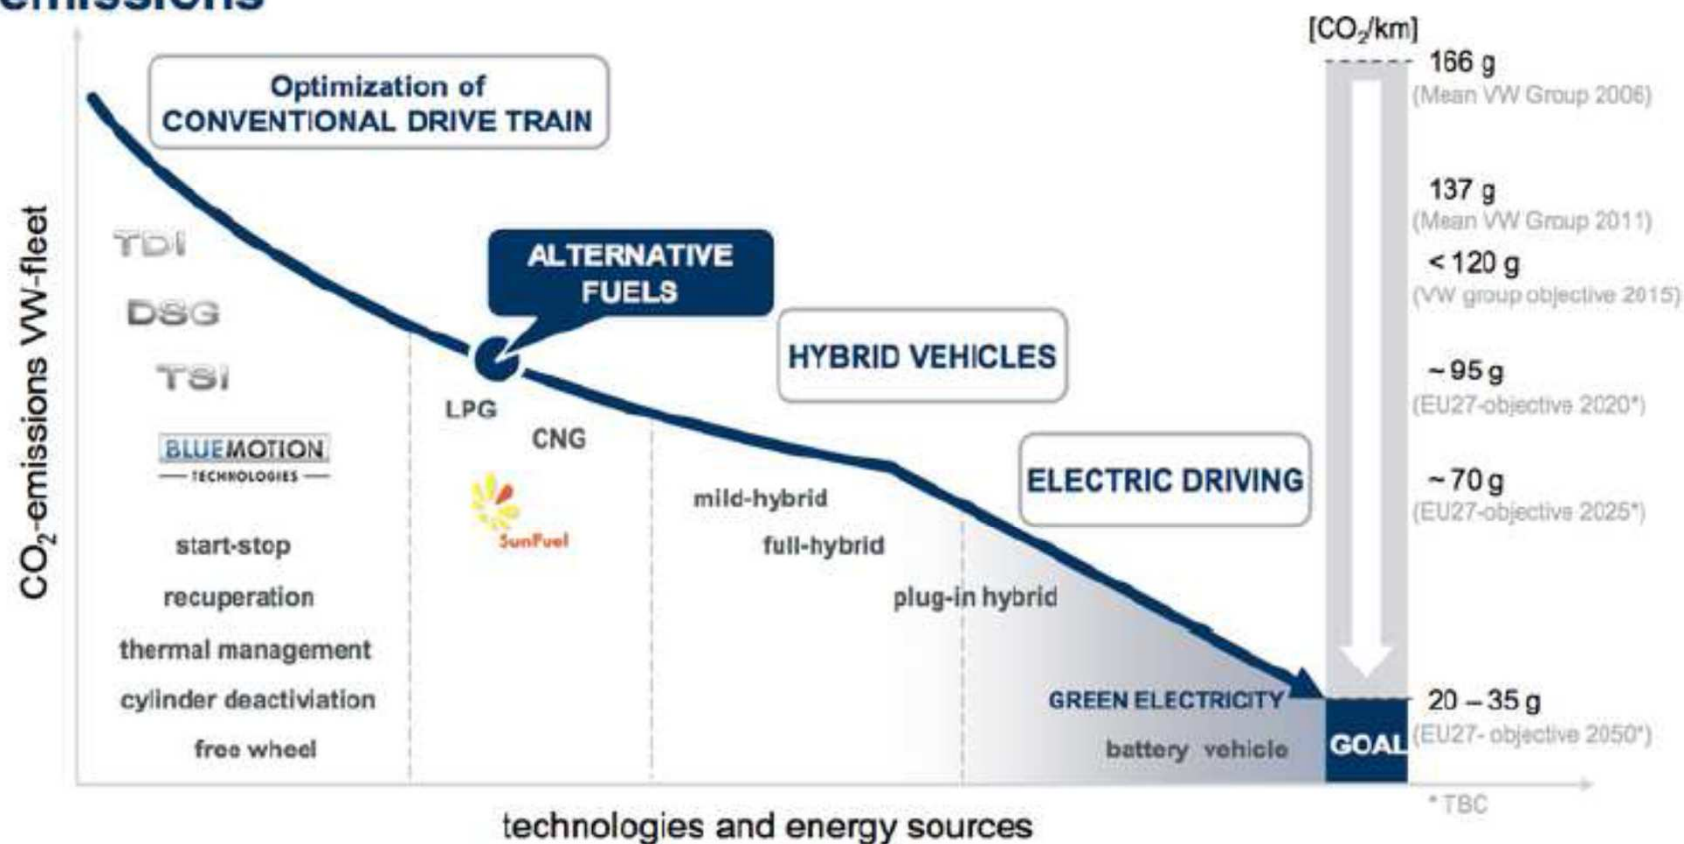 emissions
[CO₂/km]
Optimization of
CONVENTIONAL DRIVE TRAIN
166 g
(Mean VW Group 2006)
137 g
(Mean VW Group 2011)
< 120 g
(VW group objective 2015)
~ 95 g
(EU27-objective 2020*)
~ 70 g
(EU27-objective 2025*)
20 – 35 g
(EU27- objective 2050*)
* TBC
CO₂-emissions VW-fleet
TDI
DSG
TSI
BLUEMOTION
TECHNOLOGIES
start-stop
recuperation
thermal management
cylinder deactiviation
free wheel
ALTERNATIVE
FUELS
LPG
CNG
SunFuel
HYBRID VEHICLES
mild-hybrid
full-hybrid
plug-in hybrid
ELECTRIC DRIVING
GREEN ELECTRICITY
battery vehicle
GOAL
technologies and energy sources